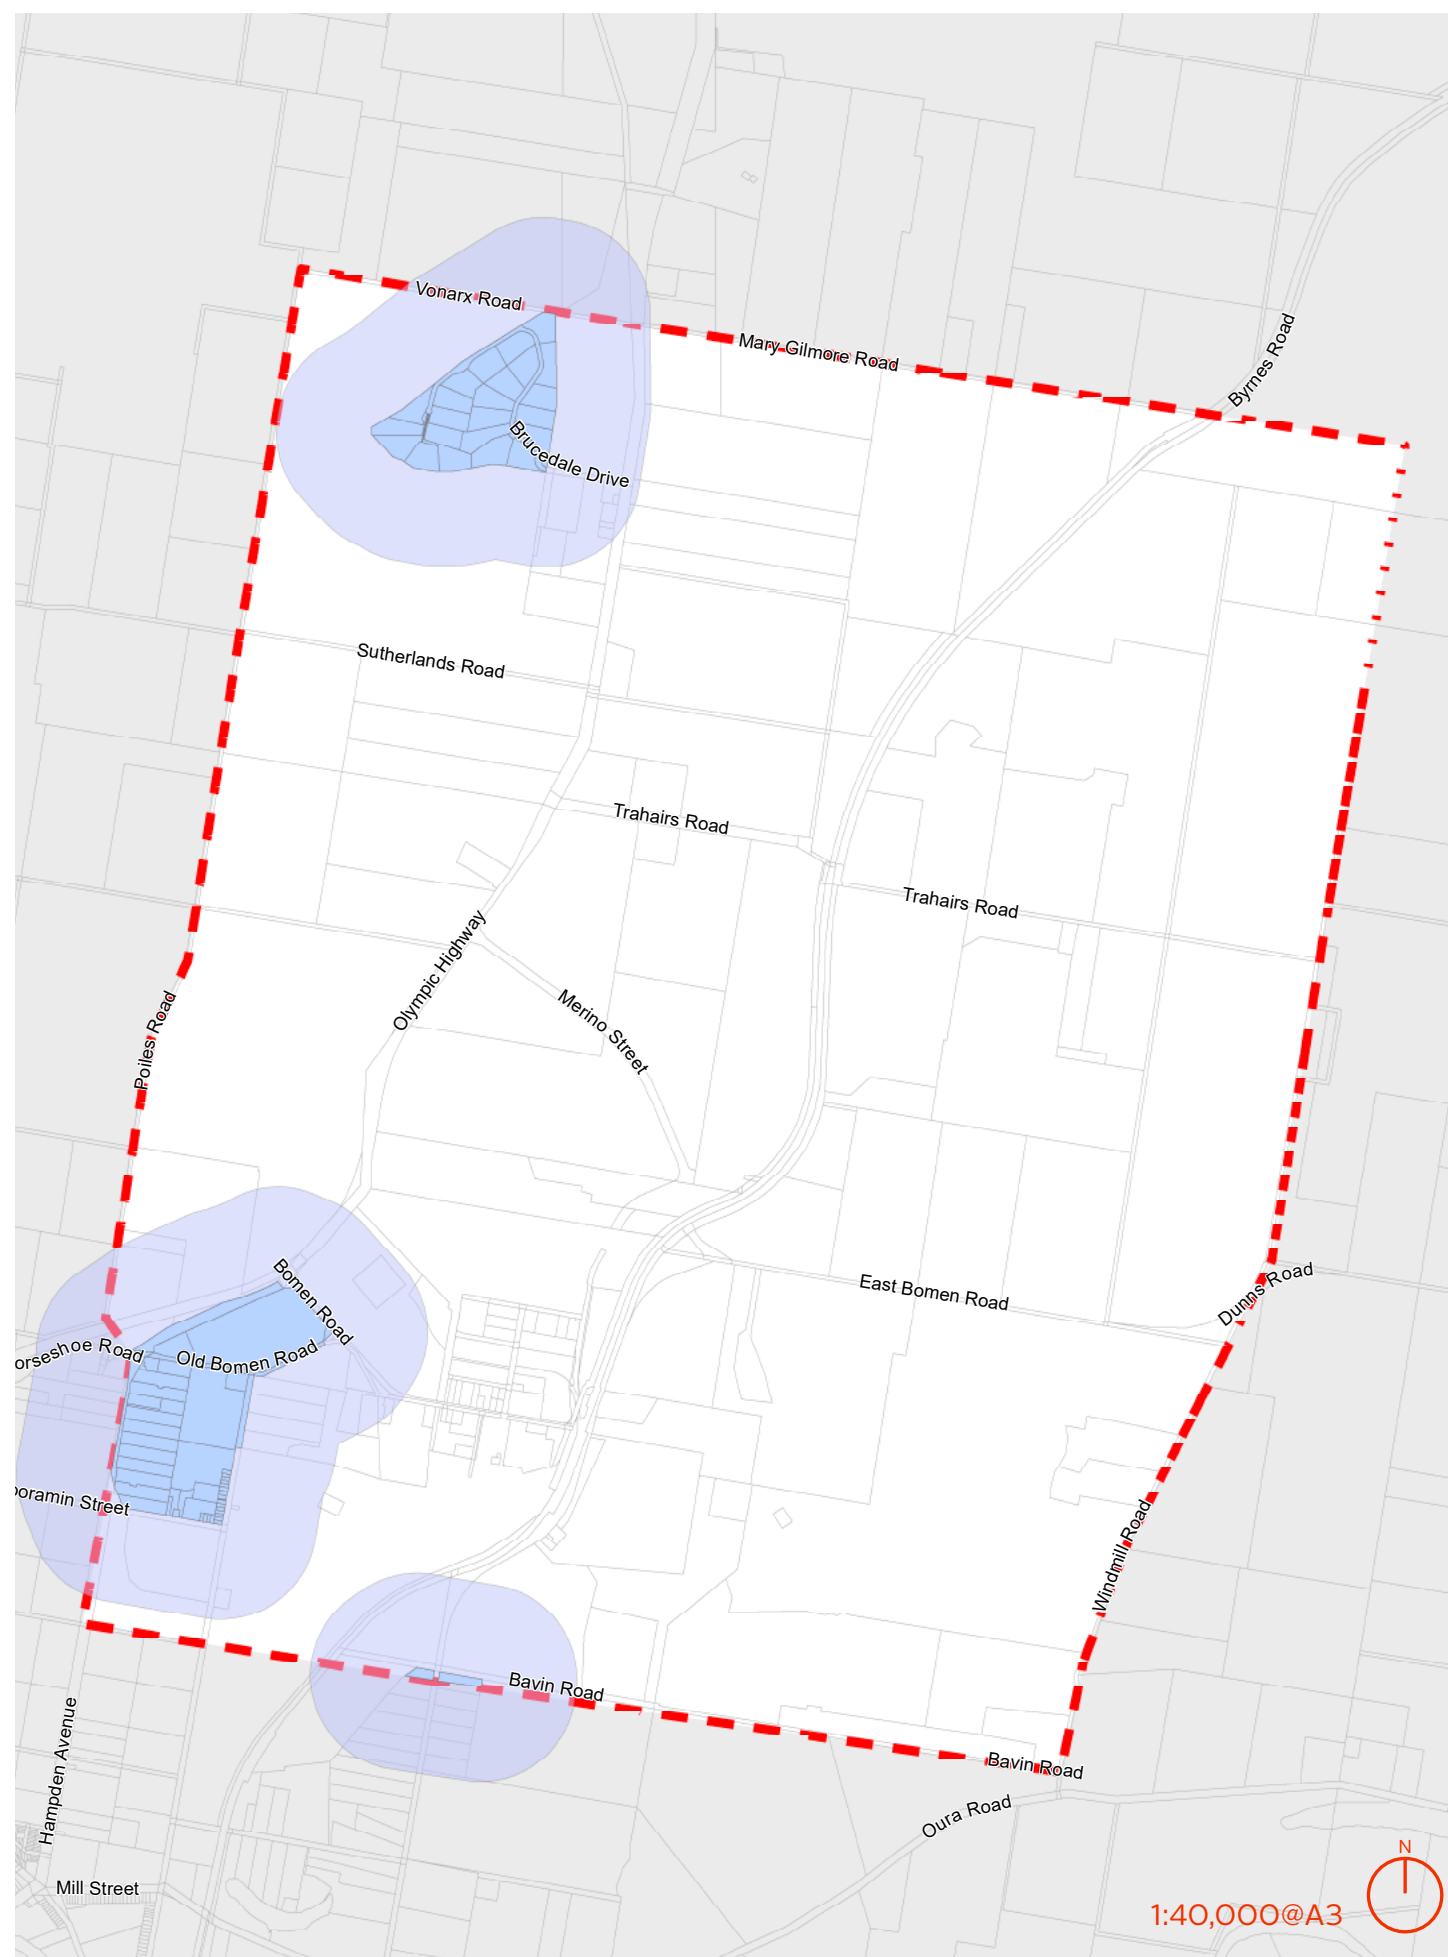 Vonarx Road
Mary Gilmore Road
Byrnes Road
Brucedale Drive
Sutherlands Road
Trahairs Road
Trahairs Road
Olympic Highway
Merino Street
Poiles Road
Bomen Road
East Bomen Road
Dunns Road
orseshoe Road
Old Bomen Road
ooramin Street
Windmill Road
Bavin Road
Bavin Road
Hampden Avenue
Oura Road
Mill Street
N
1:40,000@A3